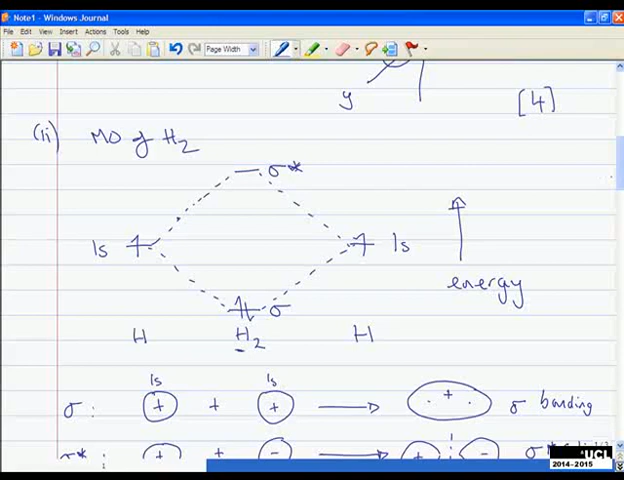 Note1 - Windows Journal
File Edit View Insert Actions Tools Help
Page Width
y
[4]
(ii) MO of H2
σ*
1s 1s
energy
σ
H H2 H
1s 1s
σ: + + + σ bonding
σ*: + + - + - σ*
UCL
2014-2015